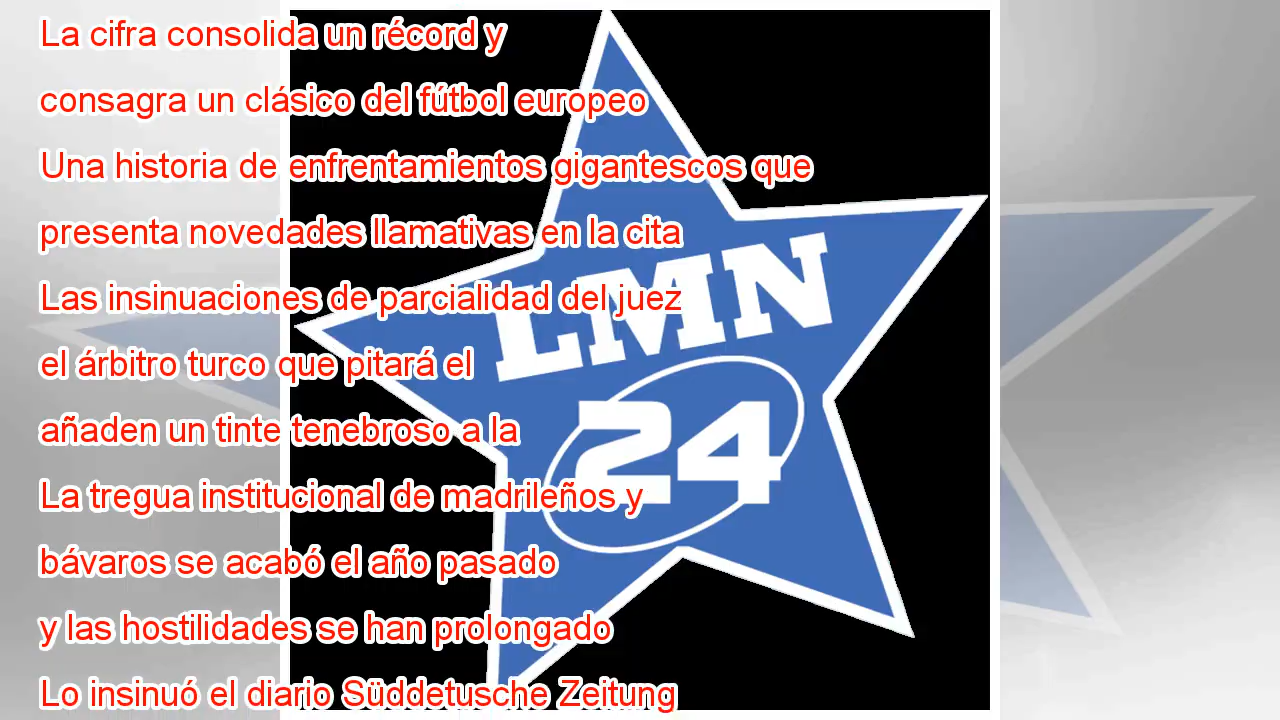 La cifra consolida un récord y
consagra un clásico del fútbol europeo
Una historia de enfrentamientos gigantescos que
presenta novedades llamativas en la cita
Las insinuaciones de parcialidad del juez
el árbitro turco que pitará el
añaden un tinte tenebroso a la
La tregua institucional de madrileños y
bávaros se acabó el año pasado
y las hostilidades se han prolongado
Lo insinuó el diario Süddetusche Zeitung
LMN
24